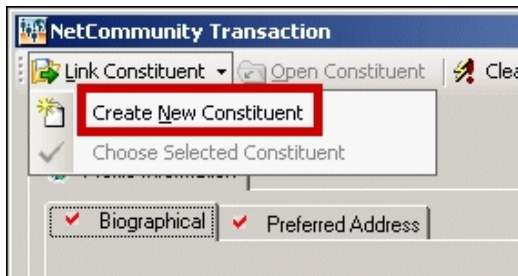 NetCommunity Transaction
Link Constituent Open Constituent Clea
Create New Constituent
Choose Selected Constituent
Biographical Preferred Address